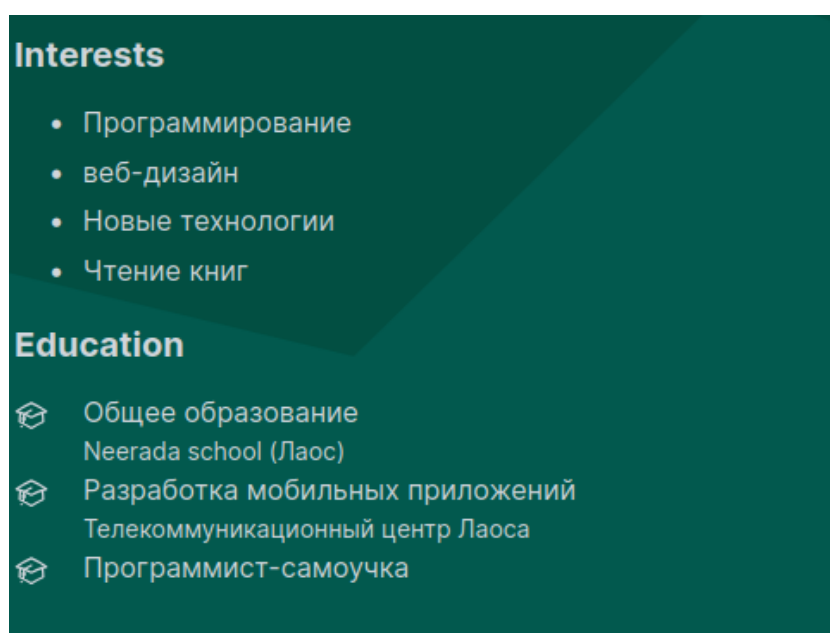 Interests
• Программирование
• веб-дизайн
• Новые технологии
• Чтение книг
Education
Общее образование
Neerada school (Лаос)
Разработка мобильных приложений
Телекоммуникационный центр Лаоса
Программист-самоучка